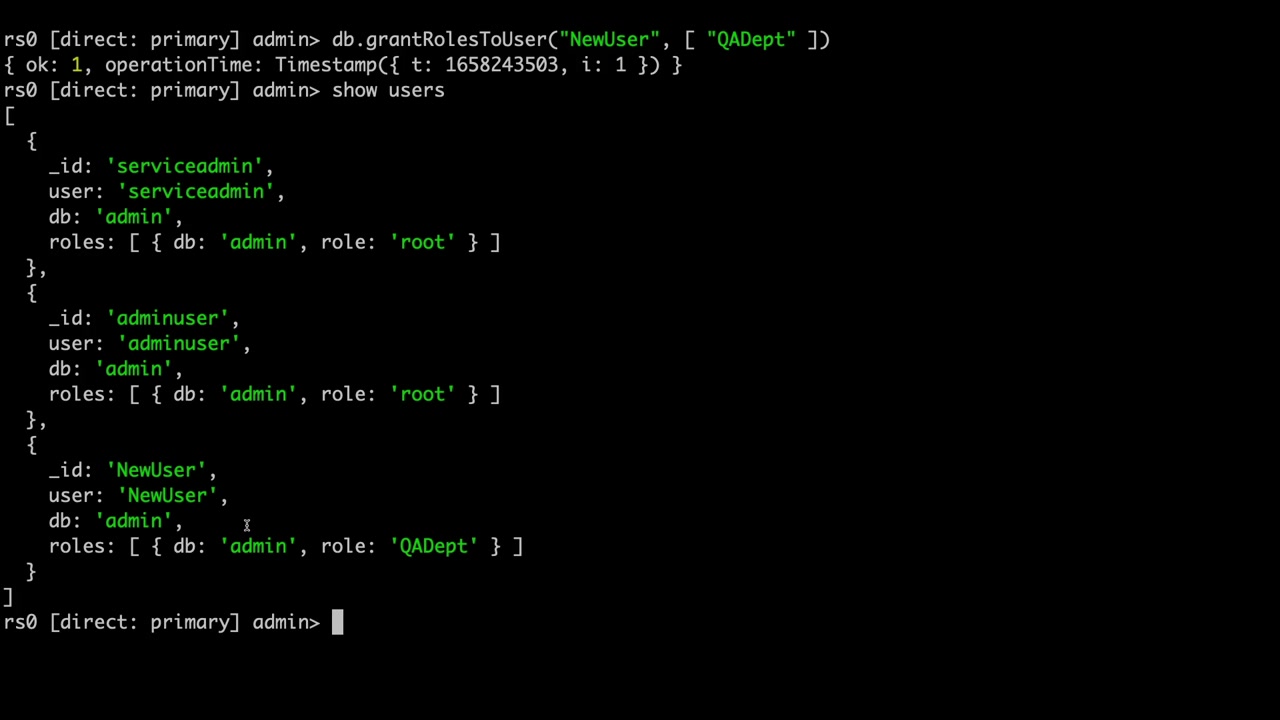 rs0 [direct: primary] admin> db.grantRolesToUser("NewUser", [ "QADept" ])
{ ok: 1, operationTime: Timestamp({ t: 1658243503, i: 1 }) }
rs0 [direct: primary] admin> show users
[
  {
    _id: 'serviceadmin',
    user: 'serviceadmin',
    db: 'admin',
    roles: [ { db: 'admin', role: 'root' } ]
  },
  {
    _id: 'adminuser',
    user: 'adminuser',
    db: 'admin',
    roles: [ { db: 'admin', role: 'root' } ]
  },
  {
    _id: 'NewUser',
    user: 'NewUser',
    db: 'admin',
    roles: [ { db: 'admin', role: 'QADept' } ]
  }
]
rs0 [direct: primary] admin>